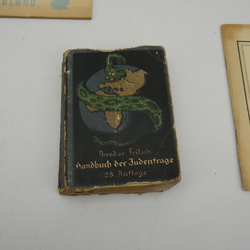 Theodor Fritsch
Handbuch der Judenfrage
28. Auflage